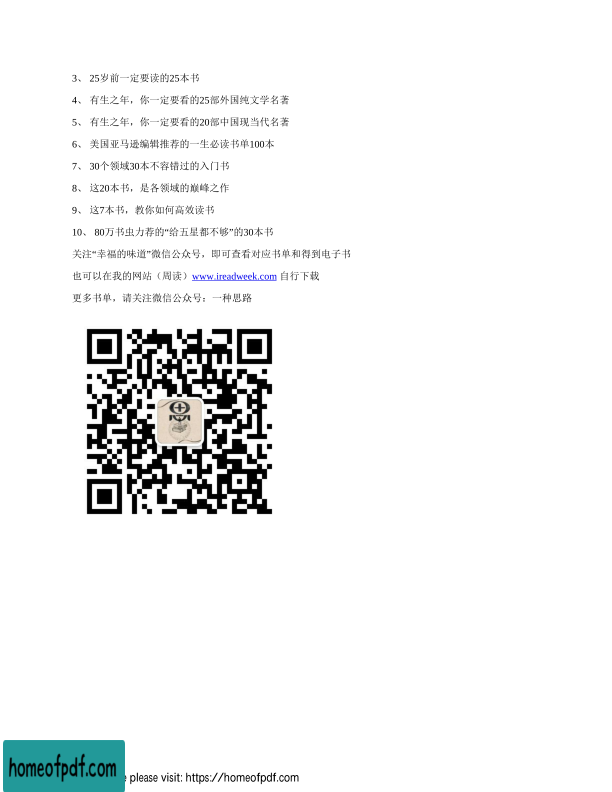 3、 25岁前一定要读的25本书
4、 有生之年，你一定要看的25部外国纯文学名著
5、 有生之年，你一定要看的20部中国现当代名著
6、 美国亚马逊编辑推荐的一生必读书单100本
7、 30个领域30本不容错过的入门书
8、 这20本书，是各领域的巅峰之作
9、 这7本书，教你如何高效读书
10、 80万书虫力荐的“给五星都不够”的30本书
关注“幸福的味道”微信公众号，即可查看对应书单和得到电子书
也可以在我的网站（周读）www.ireadweek.com 自行下载
更多书单，请关注微信公众号：一种思路
homeofpdf.com
please visit: https://homeofpdf.com